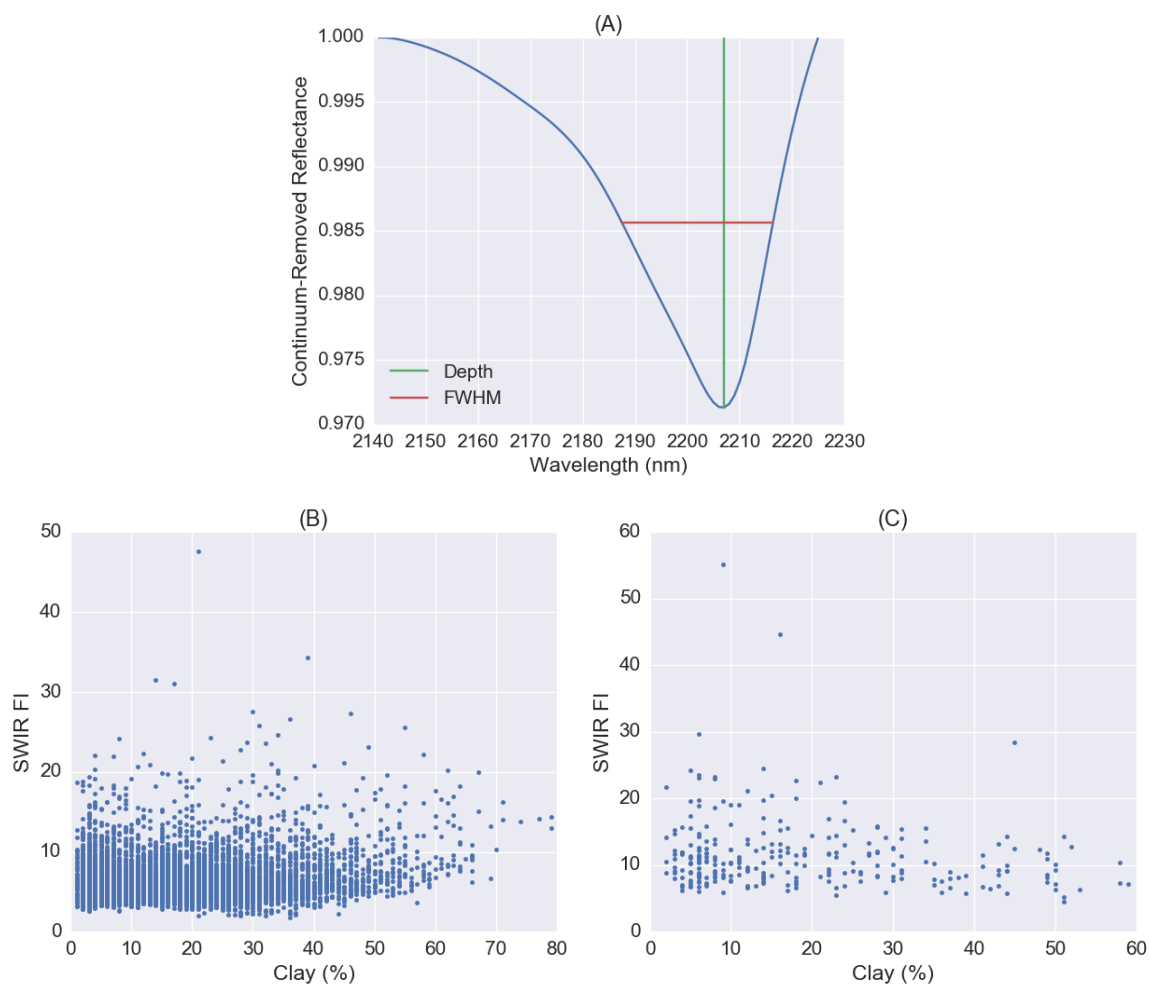 (A)
Continuum-Removed Reflectance
1.000
0.995
0.990
0.985
0.980
0.975
0.970
Depth
FWHM
2140 2150 2160 2170 2180 2190 2200 2210 2220 2230
Wavelength (nm)
(B)
SWIR FI
50
40
30
20
10
0
0 10 20 30 40 50 60 70 80
Clay (%)
(C)
SWIR FI
60
50
40
30
20
10
0
0 10 20 30 40 50 60
Clay (%)